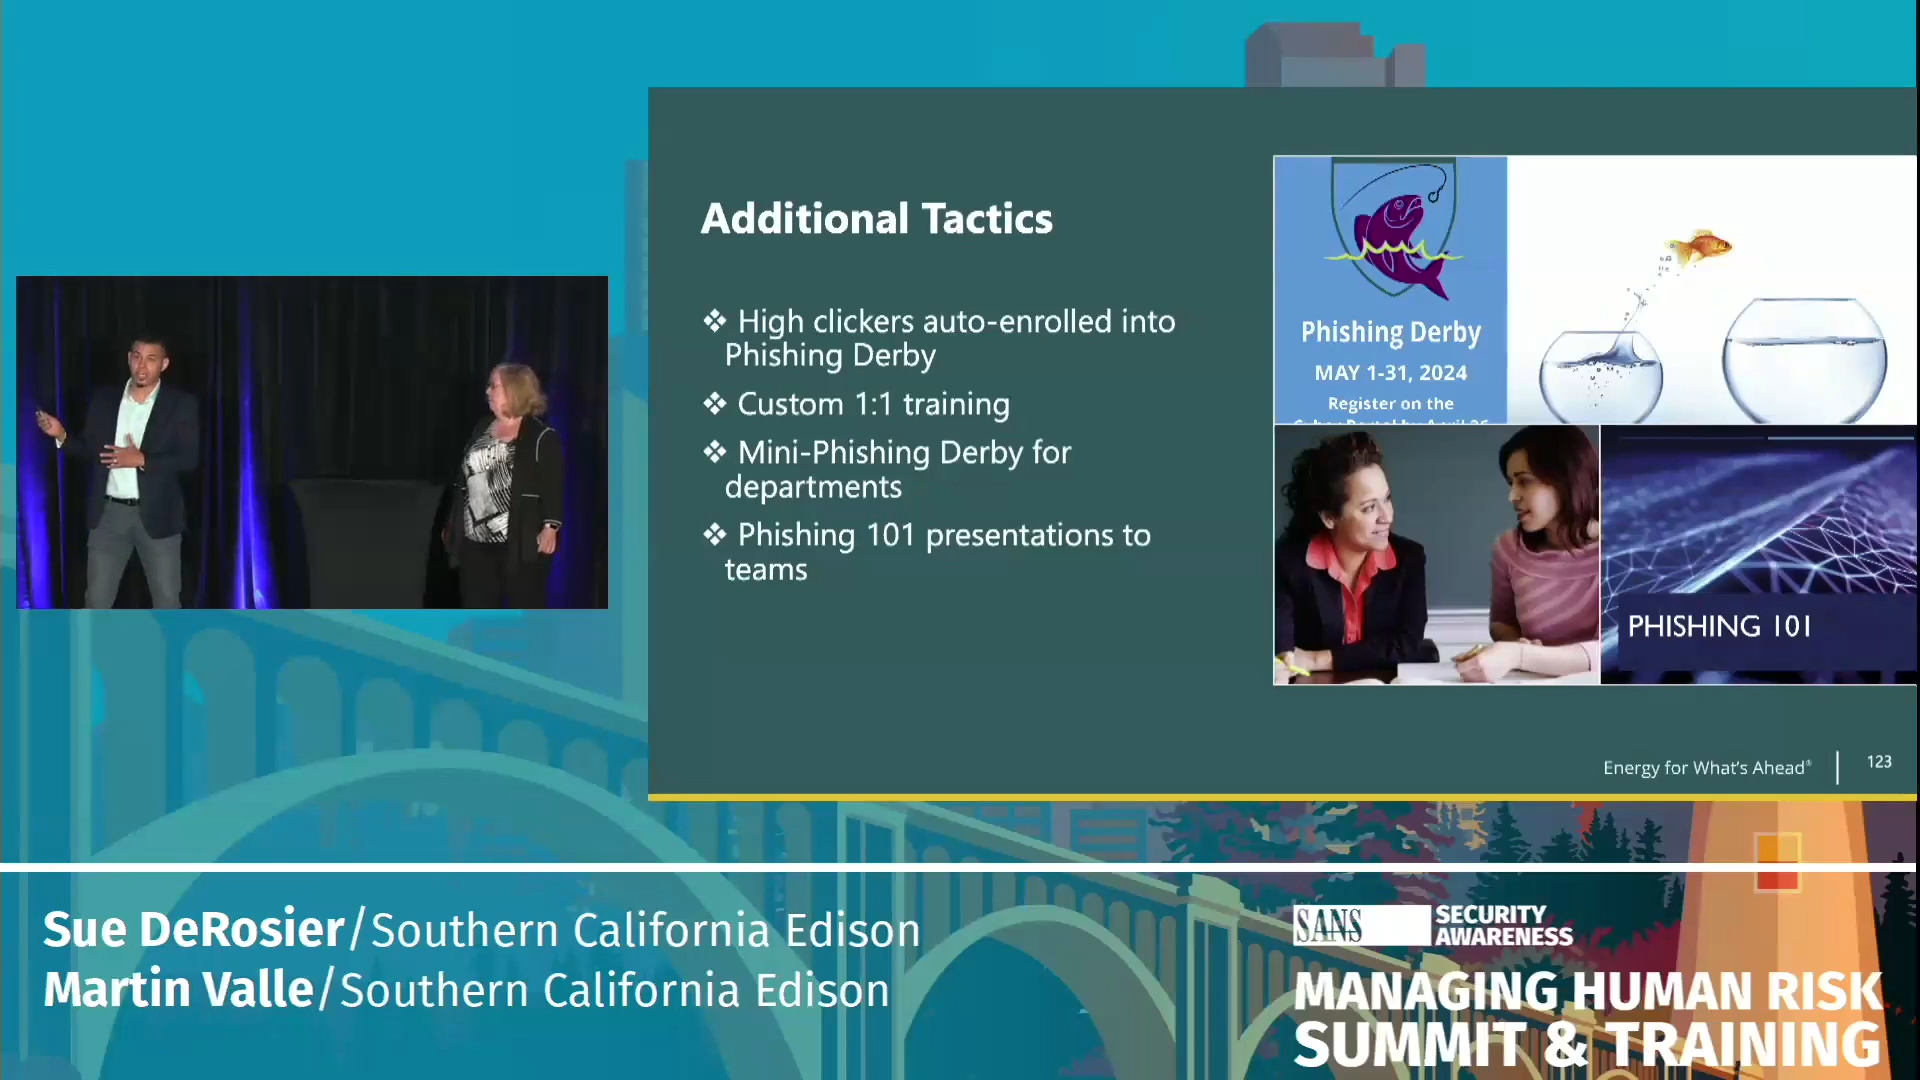 Additional Tactics
❖ High clickers auto-enrolled into
Phishing Derby
❖ Custom 1:1 training
❖ Mini-Phishing Derby for
departments
❖ Phishing 101 presentations to
teams
Phishing Derby
MAY 1-31, 2024
Register on the
PHISHING 101
Energy for What's Ahead®
123
Sue DeRosier/Southern California Edison
Martin Valle/Southern California Edison
SANS
SECURITY
AWARENESS
MANAGING HUMAN RISK
SUMMIT & TRAINING